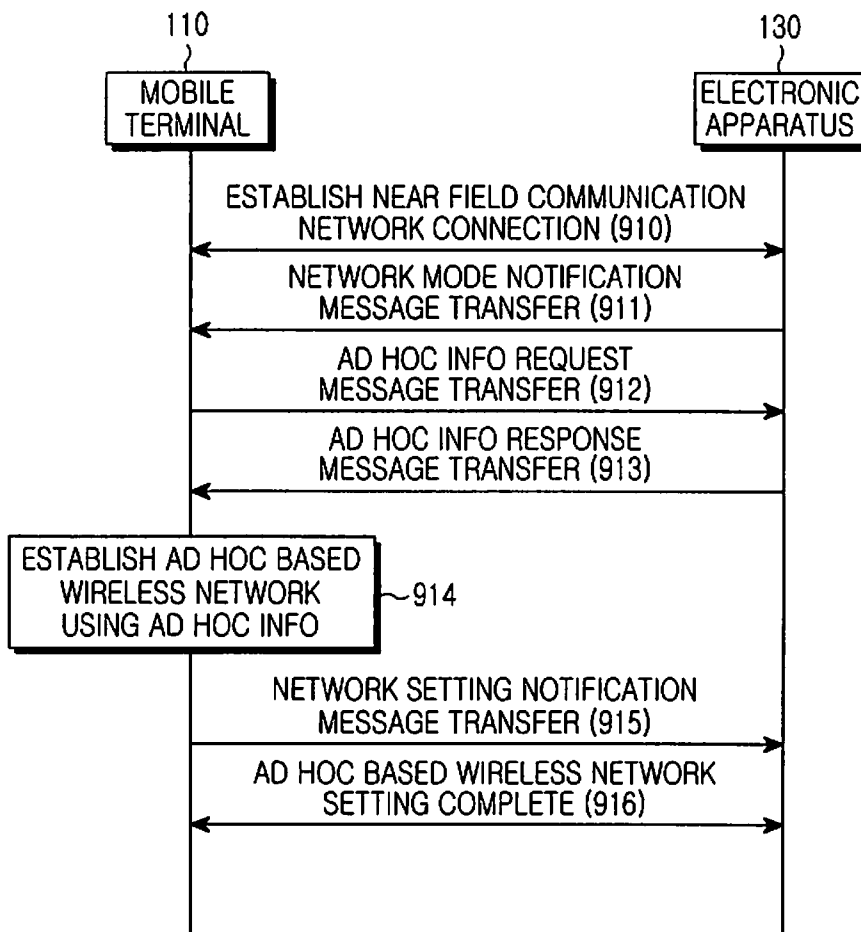 110
130
MOBILE
TERMINAL
ELECTRONIC
APPARATUS
ESTABLISH NEAR FIELD COMMUNICATION
NETWORK CONNECTION (910)
NETWORK MODE NOTIFICATION
MESSAGE TRANSFER (911)
AD HOC INFO REQUEST
MESSAGE TRANSFER (912)
AD HOC INFO RESPONSE
MESSAGE TRANSFER (913)
ESTABLISH AD HOC BASED
WIRELESS NETWORK
USING AD HOC INFO
914
NETWORK SETTING NOTIFICATION
MESSAGE TRANSFER (915)
AD HOC BASED WIRELESS NETWORK
SETTING COMPLETE (916)